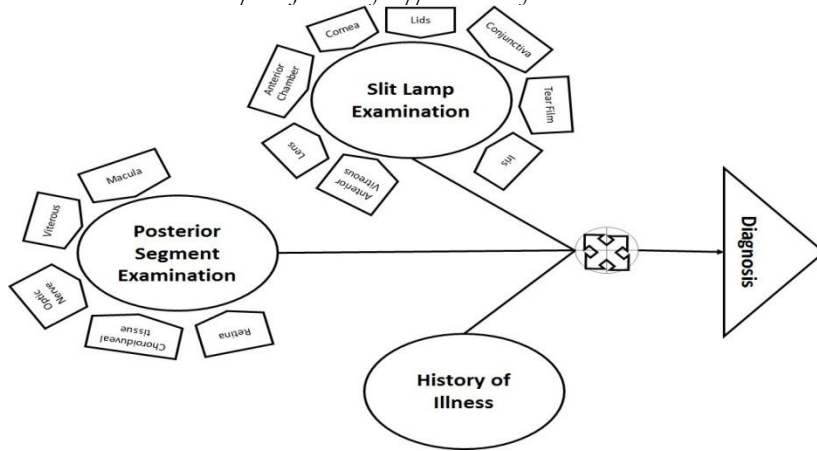 Lids
Cornea
Conjunctiva
Anterior
Chamber
Slit Lamp
Examination
Tear Film
Lens
Iris
Anterior
Vitreous
Macula
Viterous
Posterior
Segment
Examination
Diagnosis
Optic
Nerve
Choroiduveal
tissue
Retina
History of
Illness